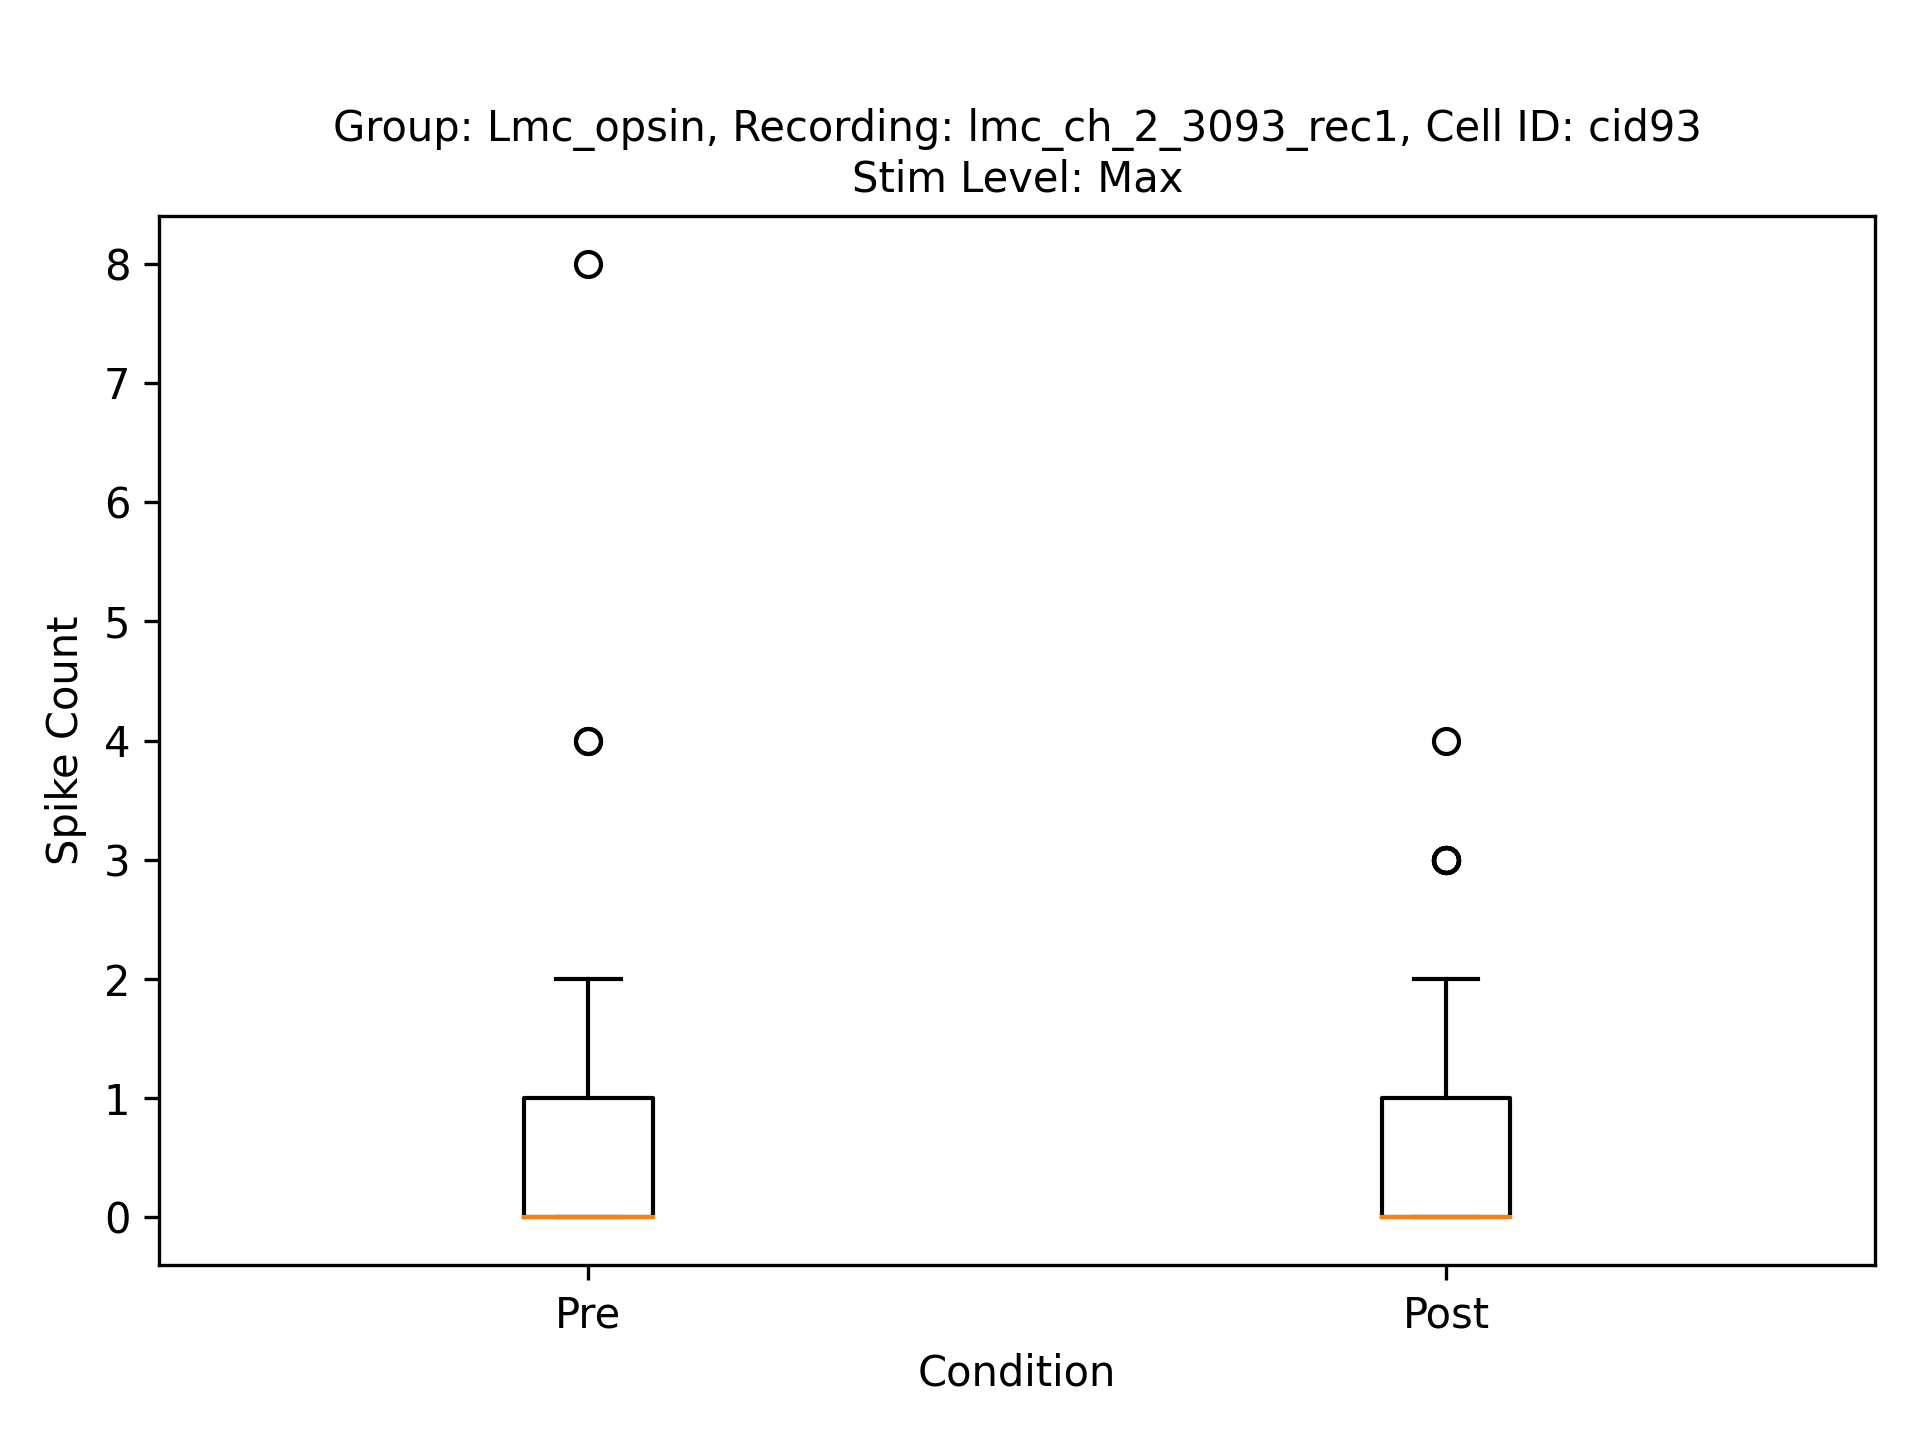 Group: Lmc_opsin, Recording: lmc_ch_2_3093_rec1, Cell ID: cid93
Stim Level: Max
8
7
6
5
4
3
2
1
0
Spike Count
Pre Post
Condition